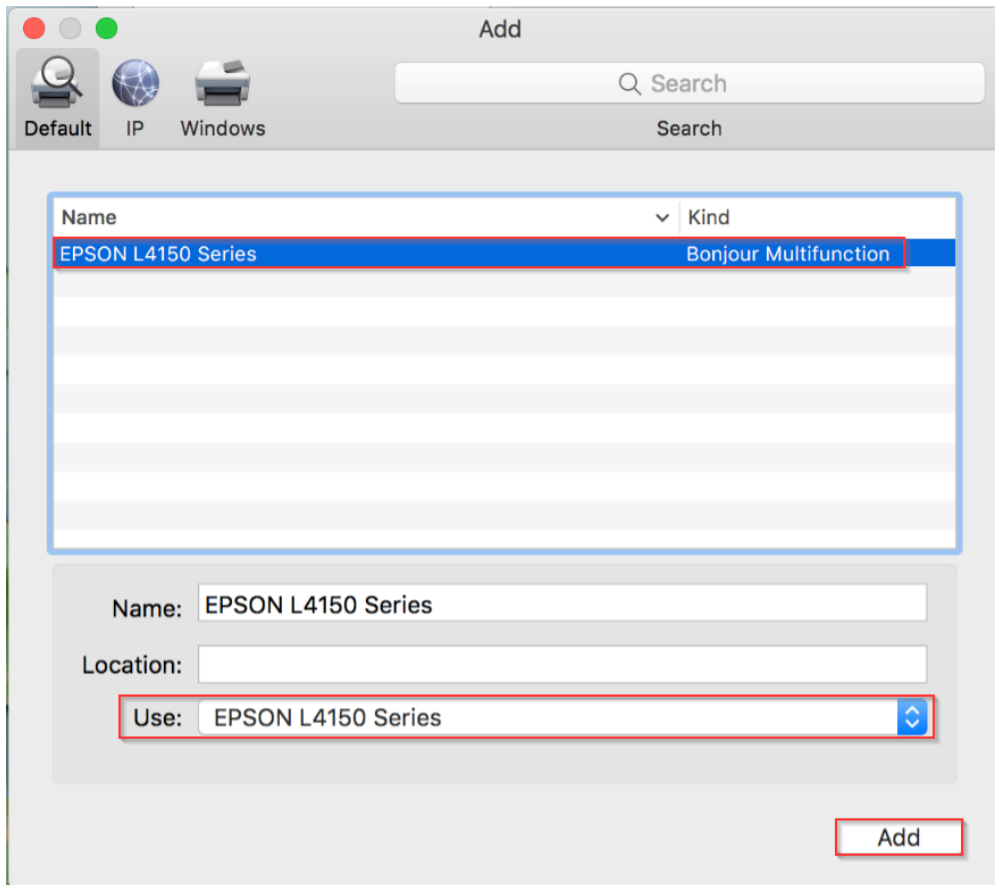 Add
Search
Default IP Windows Search
Name Kind
EPSON L4150 Series Bonjour Multifunction
Name: EPSON L4150 Series
Location:
Use: EPSON L4150 Series
Add